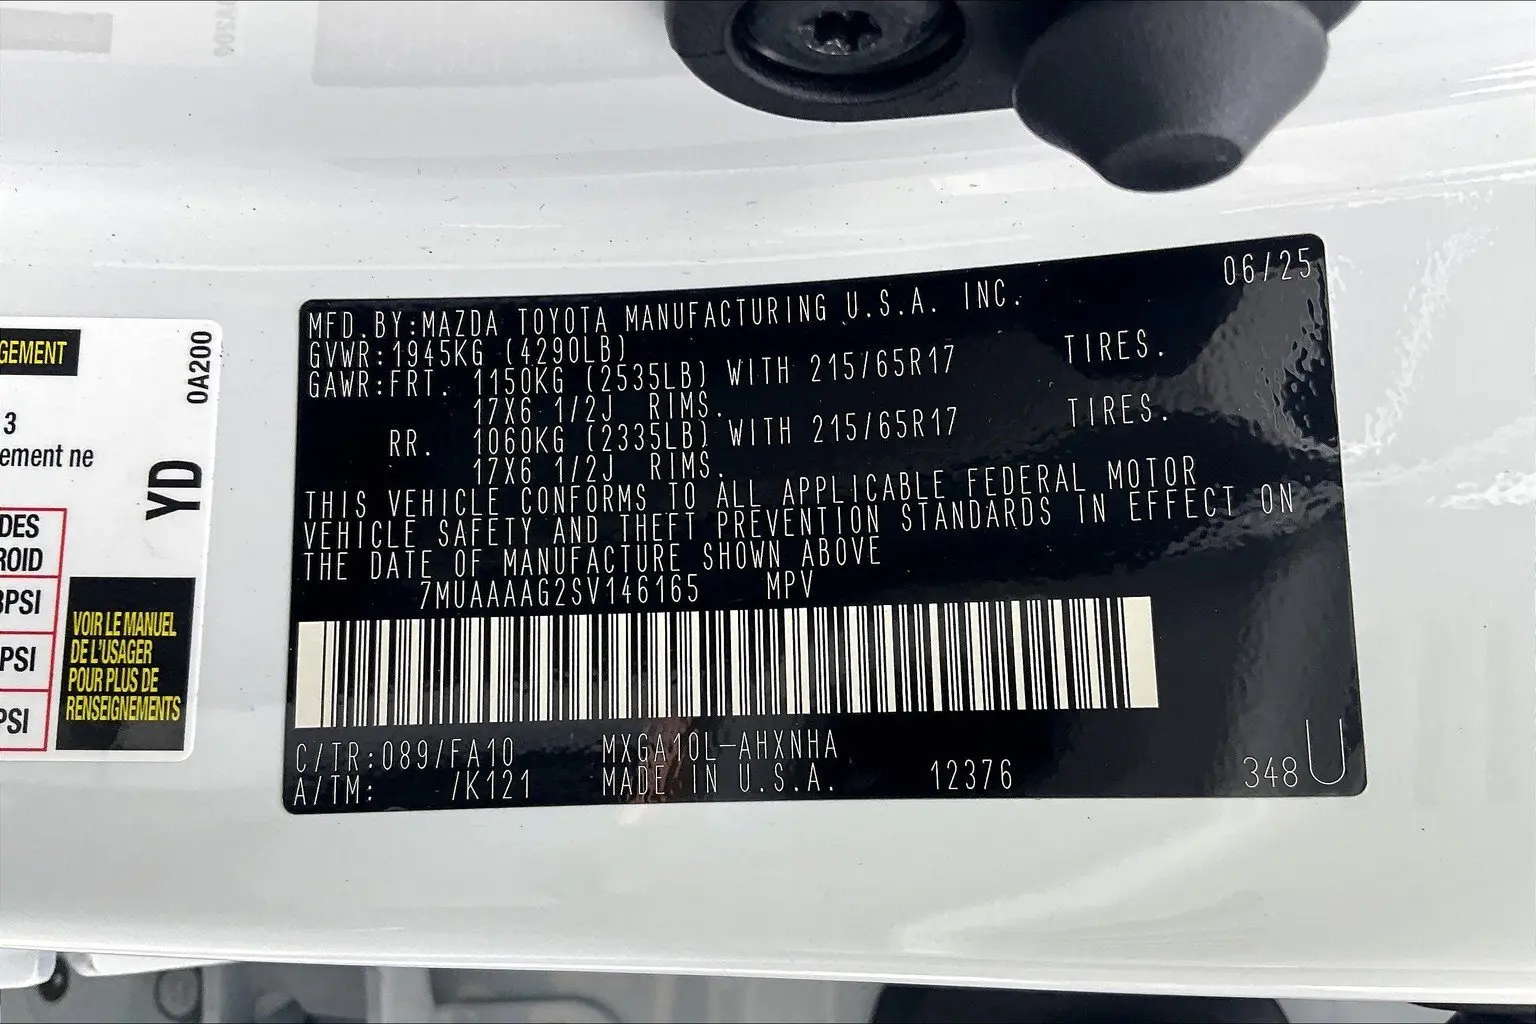 GEMENT
3
ement ne
DES
ROID
PSI
PSI
PSI
0A200
YD
VOIR LE MANUEL
DE L'USAGER
POUR PLUS DE
RENSEIGNEMENTS
06/25
MFD.BY:MAZDA TOYOTA MANUFACTURING U.S.A. INC.
GVWR:1945KG (4290LB)
GAWR:FRT. 1150KG (2535LB) WITH 215/65R17 TIRES.
17X6 1/2J RIMS.
RR. 1060KG (2335LB) WITH 215/65R17 TIRES.
17X6 1/2J RIMS.
THIS VEHICLE CONFORMS TO ALL APPLICABLE FEDERAL MOTOR
VEHICLE SAFETY AND THEFT PREVENTION STANDARDS IN EFFECT ON
THE DATE OF MANUFACTURE SHOWN ABOVE
7MUAAAAG2SV146165 MPV
C/TR:089/FA10 MXGA10L-AHXNHA
A/TM: /K121 MADE IN U.S.A. 12376 348 U